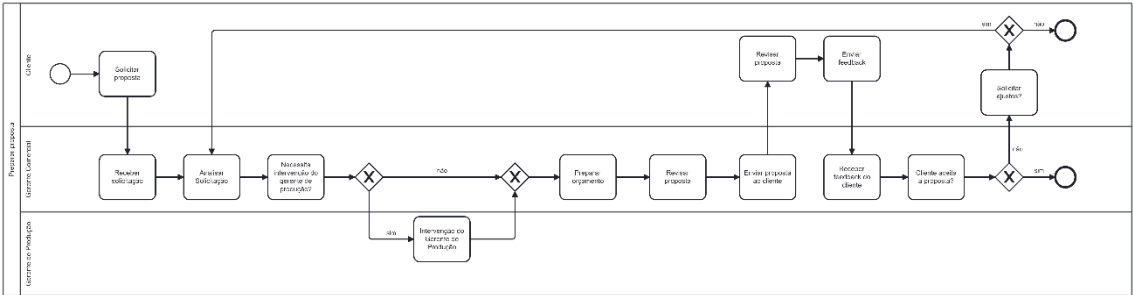 Preparar proposta
Cliente
Solicitar
proposta
Revisar
proposta
Enviar
feedback
sim
não
Solicitar
ajustes?
Gerente Comercial
Receber
solicitação
Analisar
Solicitação
Necessita
intervenção do
gerente de
produção?
não
sim
Preparar
orçamento
Revisar
proposta
Enviar proposta
ao cliente
Receber
feedback do
cliente
Cliente aceita
a proposta?
não
sim
Gerente de Produção
Intervenção do
Gerente de
Produção